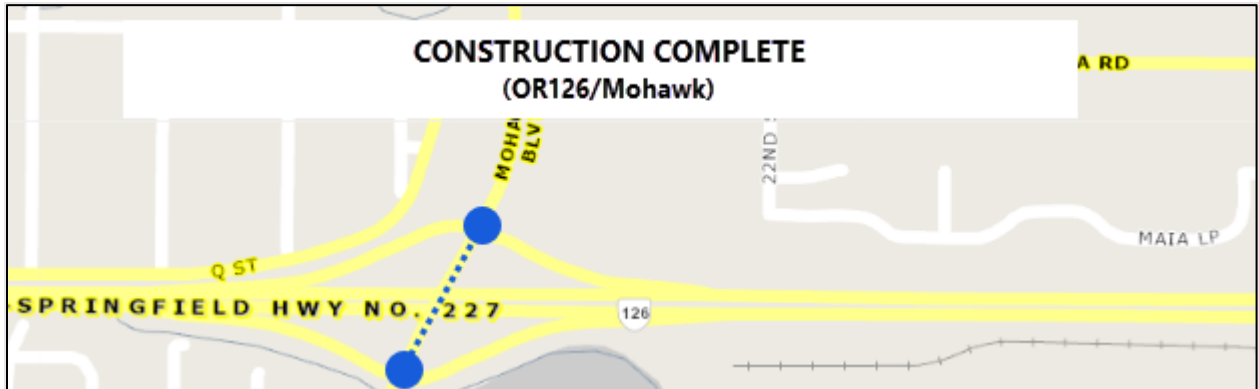 CONSTRUCTION COMPLETE
(OR126/Mohawk)
A RD
MOHA
BLV
22ND
MAIA LP
Q ST
-SPRINGFIELD HWY NO. 227
126